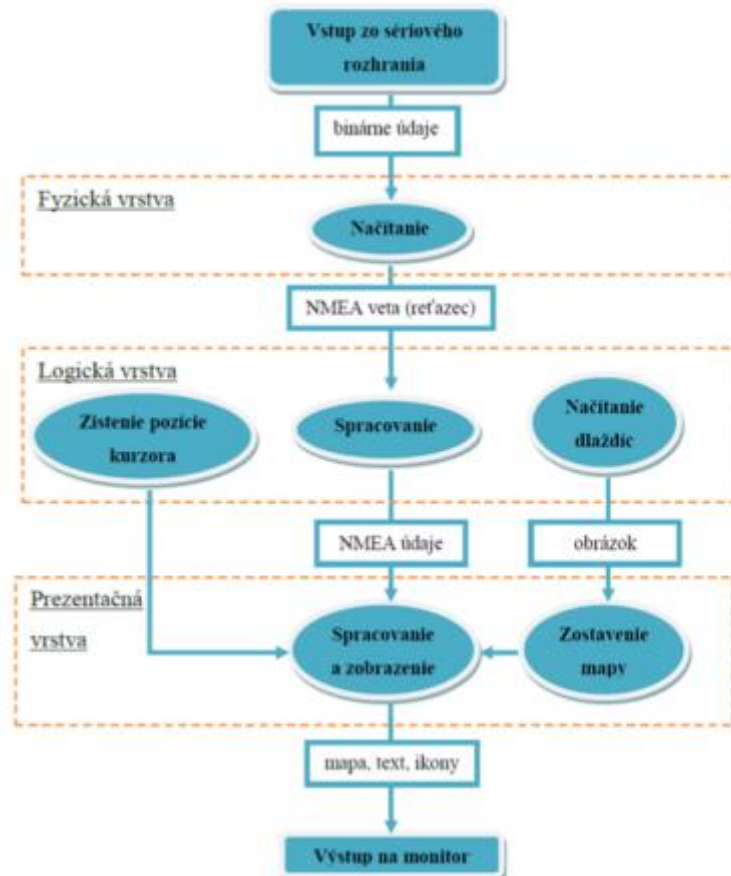 Vstup zo sériového
rozhrania
binárne údaje
Fyzická vrstva
Načítanie
NMEA veta (reťazec)
Logická vrstva
Zistenie pozície
kurzora
Spracovanie
Načítanie
dlaždíc
NMEA údaje
obrázok
Prezentačná
vrstva
Spracovanie
a zobrazenie
Zostavenie
mapy
mapa, text, ikony
Výstup na monitor